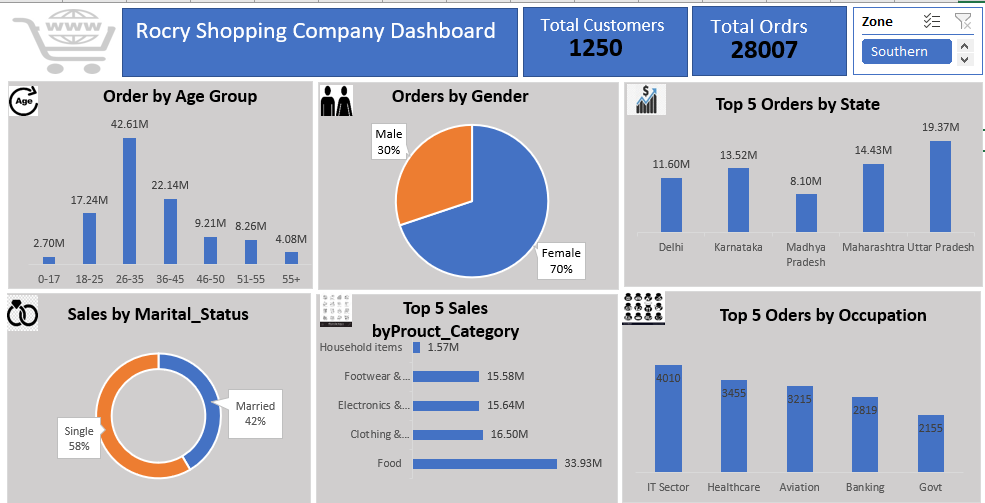 WWW
Rocry Shopping Company Dashboard
Total Customers
1250
Total Ordrs
28007
Zone
Southern
Age
Order by Age Group
2.70M
17.24M
42.61M
22.14M
9.21M
8.26M
4.08M
0-17
18-25
26-35
36-45
46-50
51-55
55+
Orders by Gender
Male
30%
Female
70%
$
Top 5 Orders by State
11.60M
13.52M
8.10M
14.43M
19.37M
Delhi
Karnataka
Madhya
Pradesh
Maharashtra
Uttar Pradesh
Sales by Marital_Status
Married
42%
Single
58%
Top 5 Sales
byProuct_Category
Household items
1.57M
Footwear &...
15.58M
Electronics &...
15.64M
Clothing &...
16.50M
Food
33.93M
Top 5 Oders by Occupation
4010
3455
3215
2819
2155
IT Sector
Healthcare
Aviation
Banking
Govt